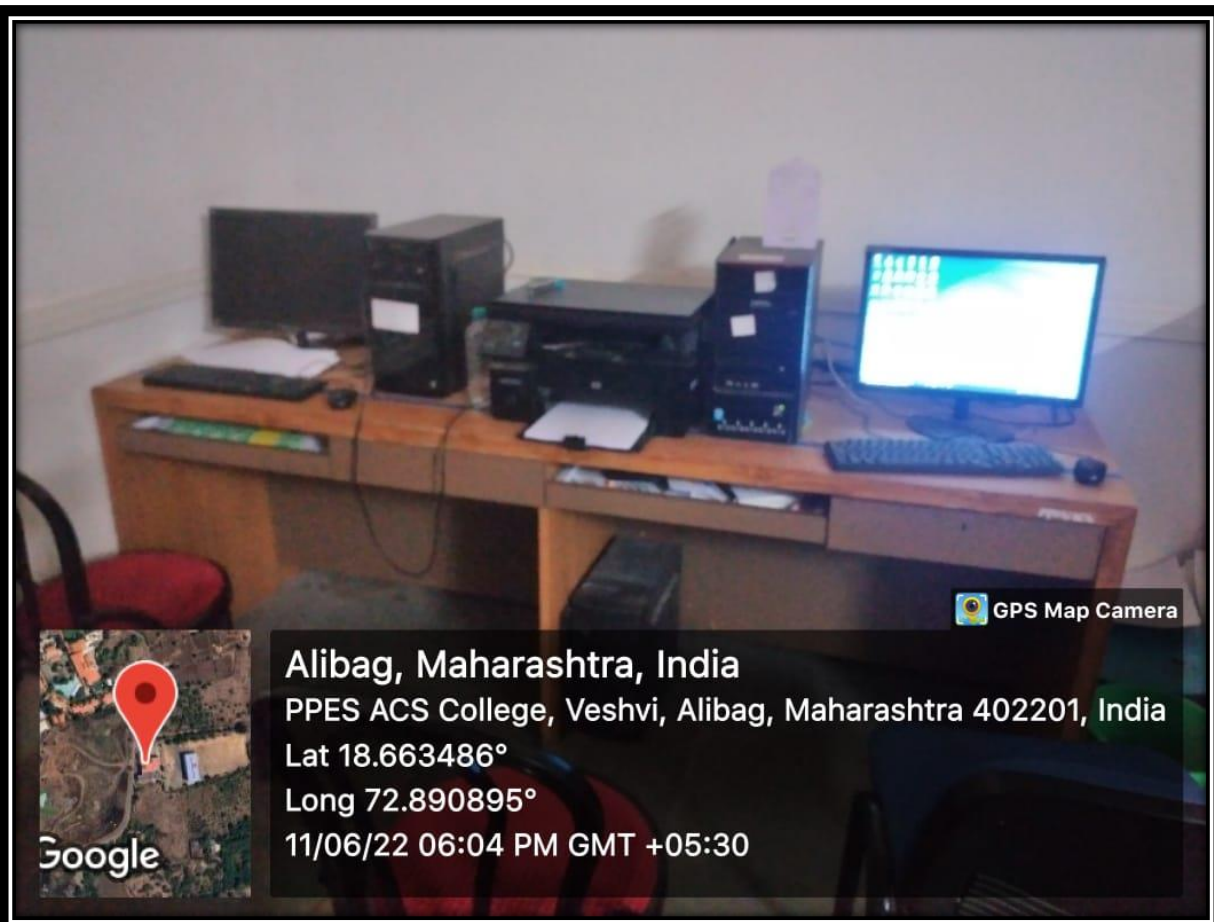 GPS Map Camera
Alibag, Maharashtra, India
PPES ACS College, Veshvi, Alibag, Maharashtra 402201, India
Lat 18.663486°
Long 72.890895°
11/06/22 06:04 PM GMT +05:30
Google